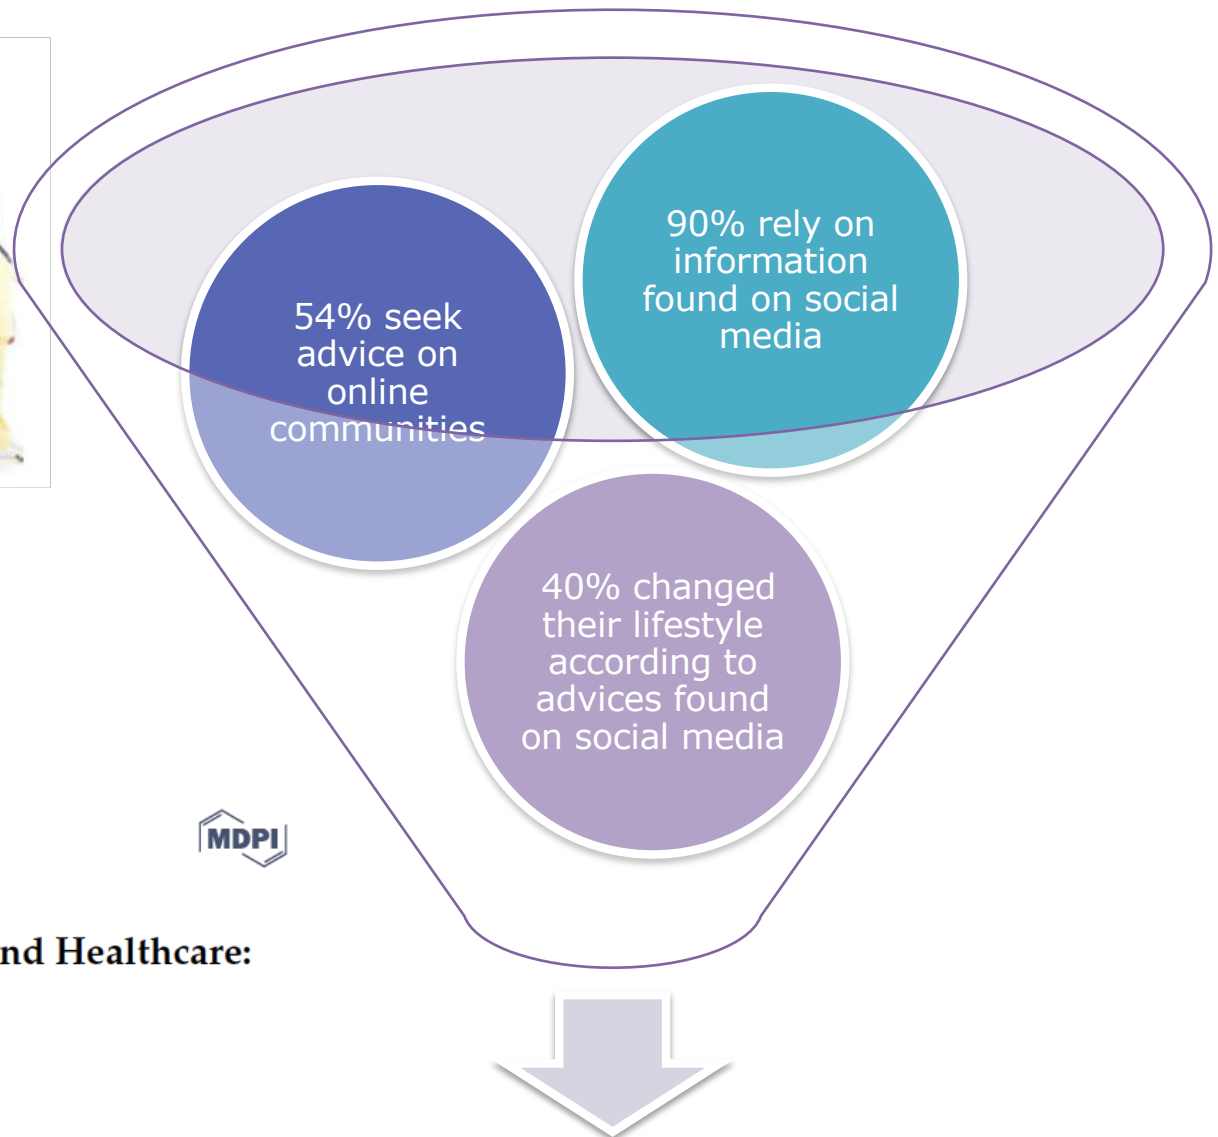 90% rely on
information
found on social
media
54% seek
advice on
online
communities
40% changed
their lifestyle
according to
advices found
on social media
MDPI
nd Healthcare: